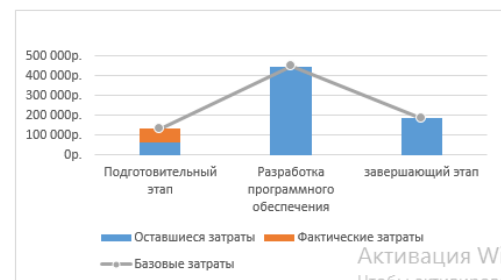 500 000р.
400 000р.
300 000р.
200 000р.
100 000р.
0р.
Подготовительный этап
Разработка программного обеспечения
завершающий этап
Оставшиеся затраты
Фактические затраты
Базовые затраты
Активация W